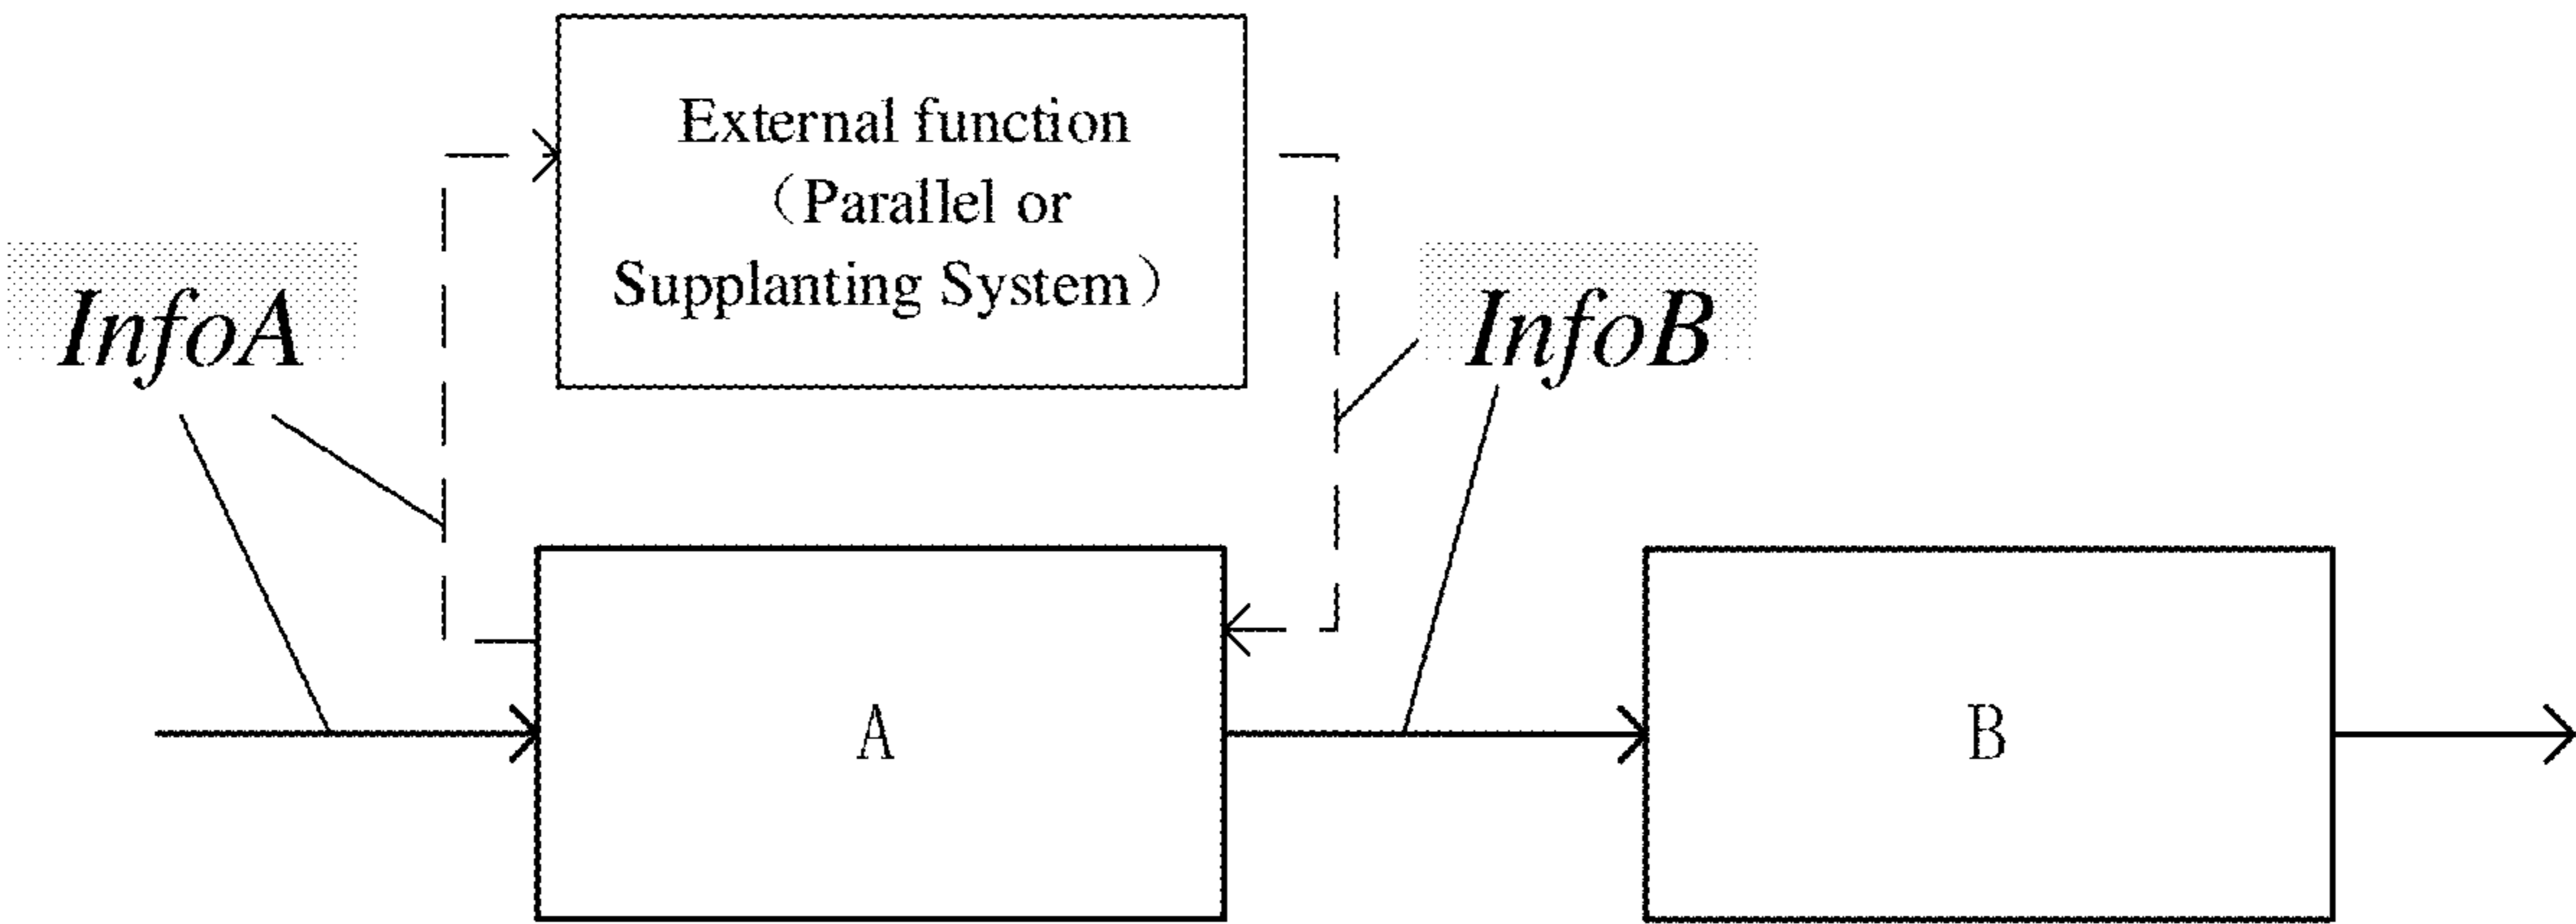 External function
（Parallel or
Supplanting System）
InfoA
InfoB
A
B